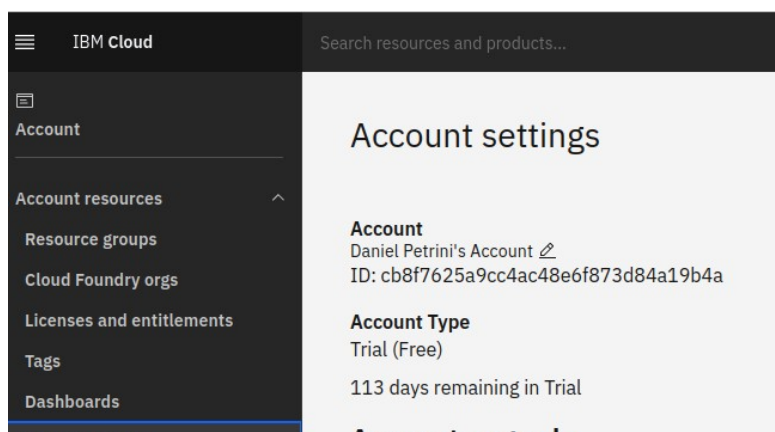 IBM Cloud
Search resources and products...
Account
Account resources
Resource groups
Cloud Foundry orgs
Licenses and entitlements
Tags
Dashboards
Account settings
Account
Daniel Petrini's Account
ID: cb8f7625a9cc4ac48e6f873d84a19b4a
Account Type
Trial (Free)
113 days remaining in Trial